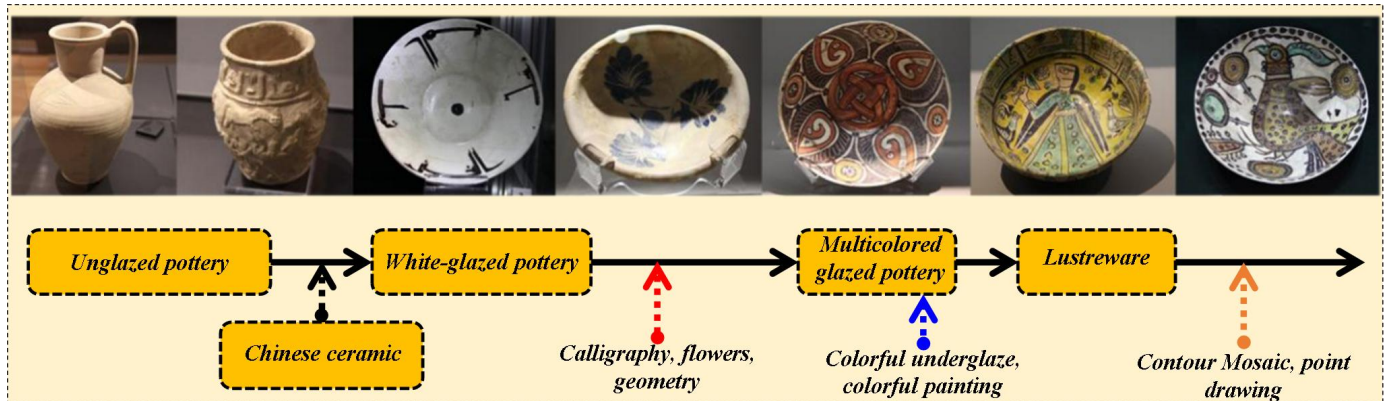 Unglazed pottery
White-glazed pottery
Multicolored
glazed pottery
Lustreware
Chinese ceramic
Calligraphy, flowers,
geometry
Colorful underglaze,
colorful painting
Contour Mosaic, point
drawing